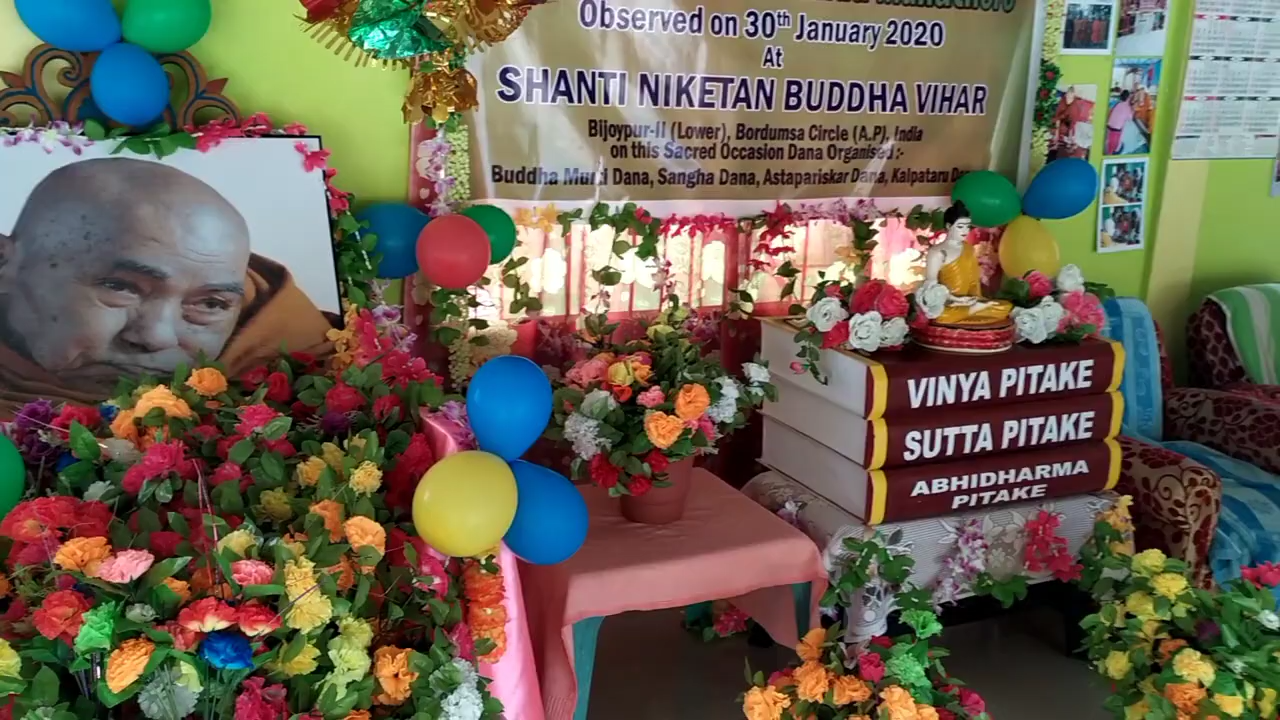 Observed on 30th January 2020
At
SHANTI NIKETAN BUDDHA VIHAR
Bijoypur-II (Lower), Bordumsa Circle (A.P), India
on this Sacred Occasion Dana Organised :-
Buddha Murti Dana, Sangha Dana, Astapariskar Dana, Kalpataru
VINYA PITAKE
SUTTA PITAKE
ABHIDHARMA
PITAKE